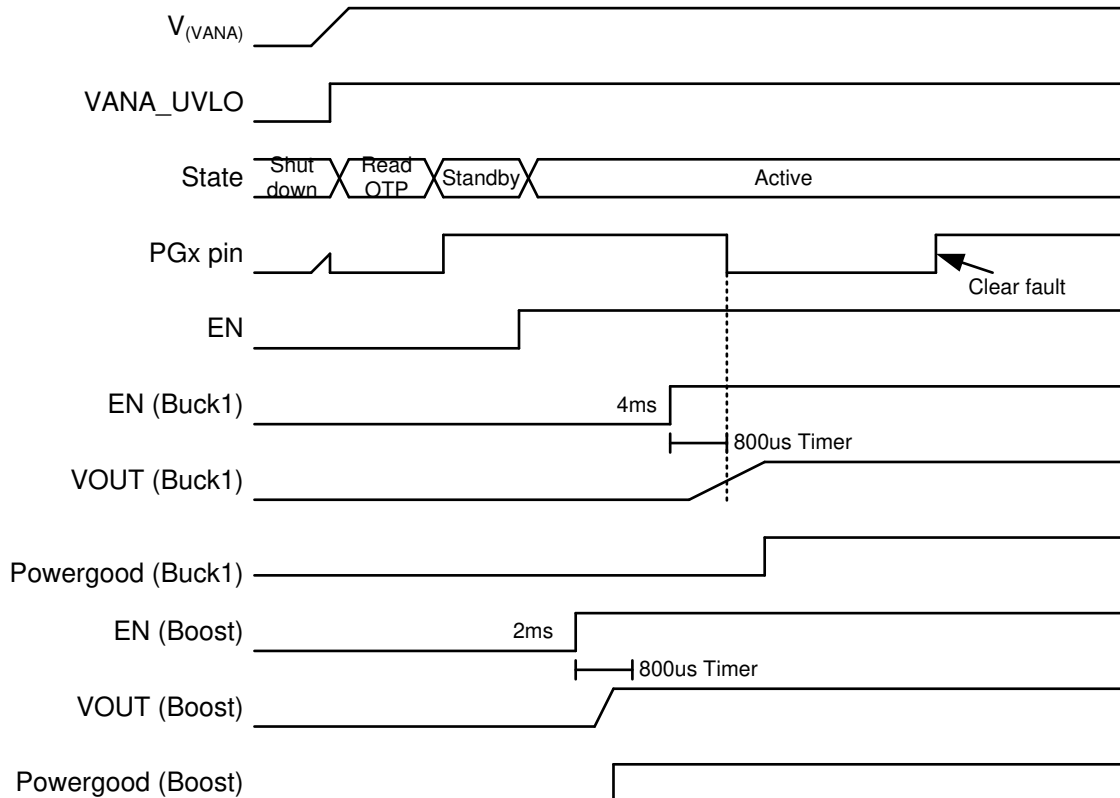 V(VANA)
VANA_UVLO
State
Shut
down
Read
OTP
Standby
Active
PGx pin
Clear fault
EN
EN (Buck1)
4ms
800us Timer
VOUT (Buck1)
Powergood (Buck1)
EN (Boost)
2ms
800us Timer
VOUT (Boost)
Powergood (Boost)